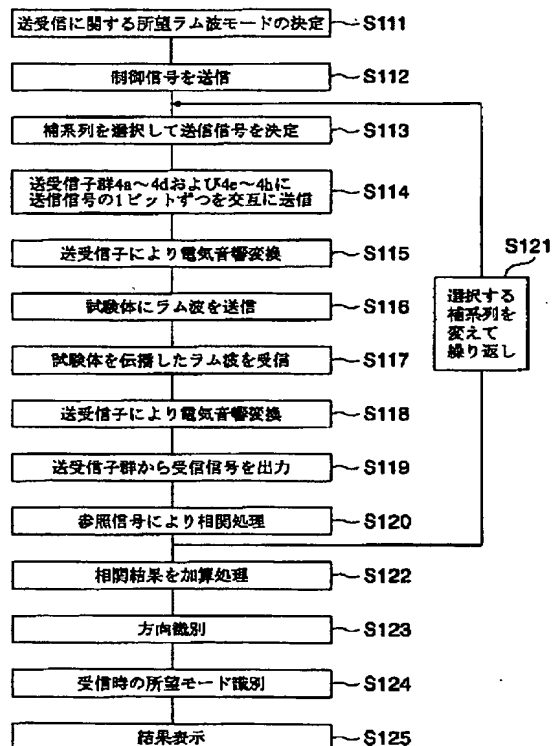 送受信に関する所望ラム波モードの決定 S111
制御信号を送信 S112
補系列を選択して送信信号を決定 S113
送受信子群4a~4dおよび4e~4hに
送信信号の1ビットずつを交互に送信 S114
送受信子により電気音響変換 S115
試験体にラム波を送信 S116
試験体を伝播したラム波を受信 S117
送受信子により電気音響変換 S118
送受信子群から受信信号を出力 S119
参照信号により相関処理 S120
S121
選択する
補系列を
変えて
繰り返し
相関結果を加算処理 S122
方向識別 S123
受信時の所望モード識別 S124
結果表示 S125